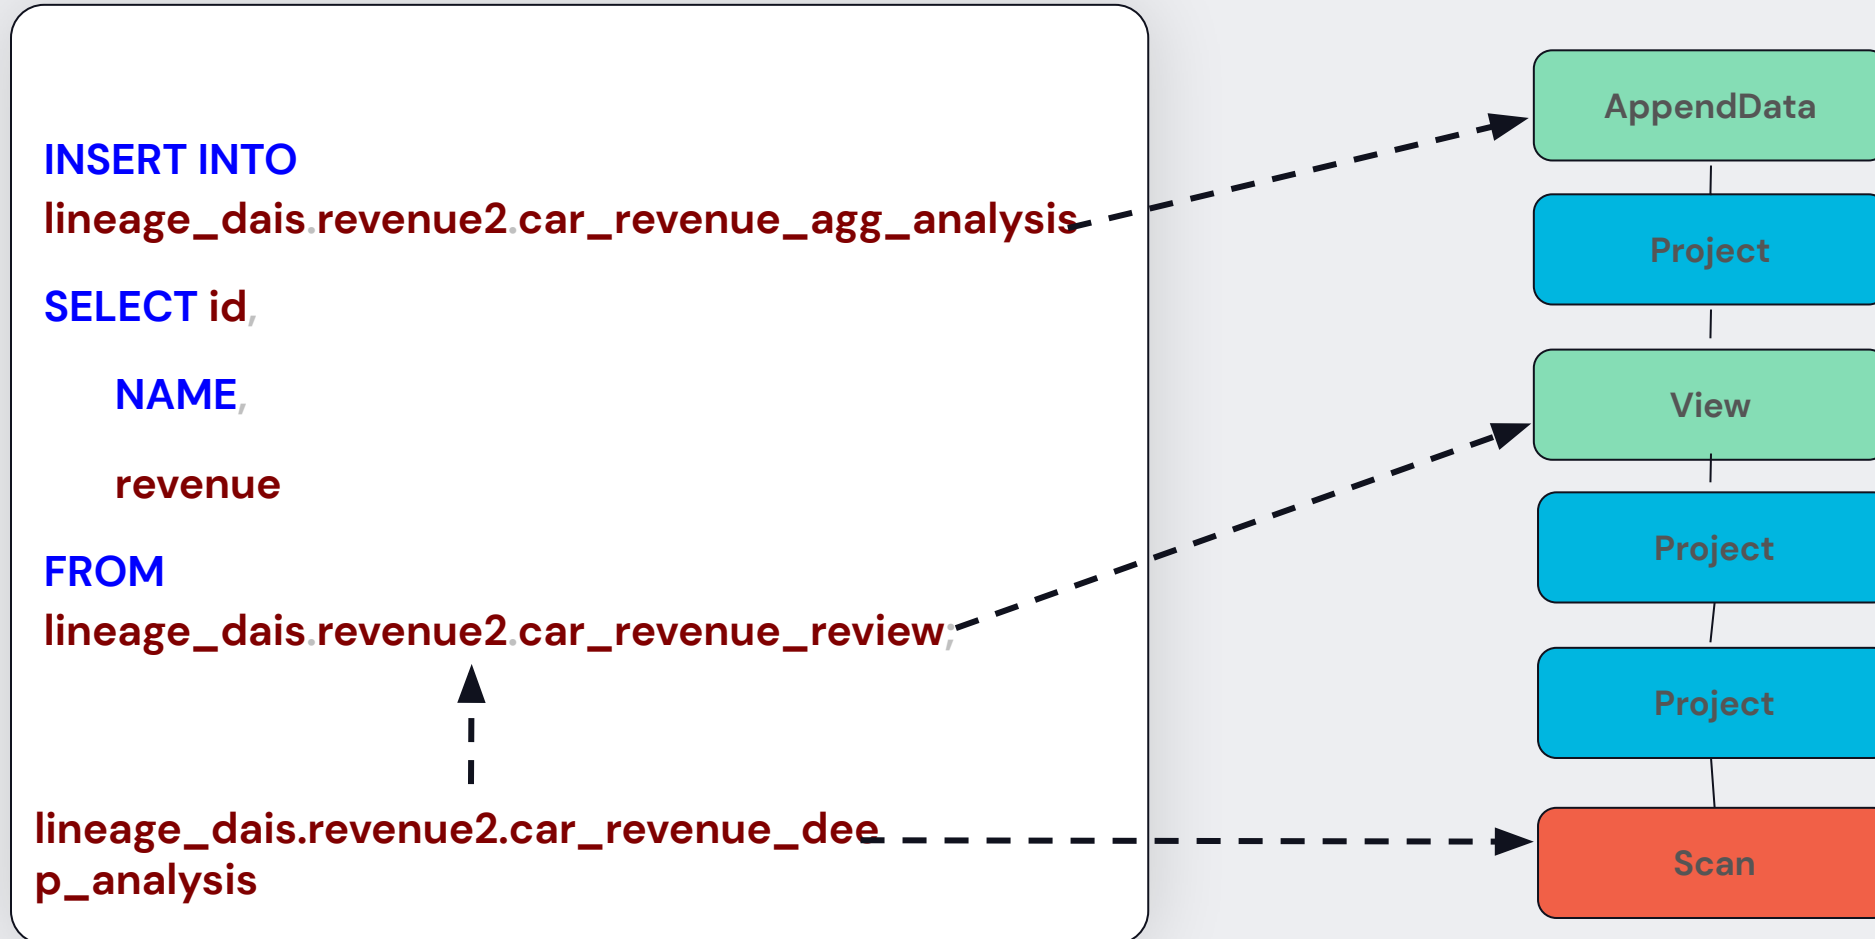 INSERT INTO
lineage_dais.revenue2.car_revenue_agg_analysis
SELECT id,
NAME,
revenue
FROM
lineage_dais.revenue2.car_revenue_review;
lineage_dais.revenue2.car_revenue_dee
p_analysis
AppendData
Project
View
Project
Project
Scan